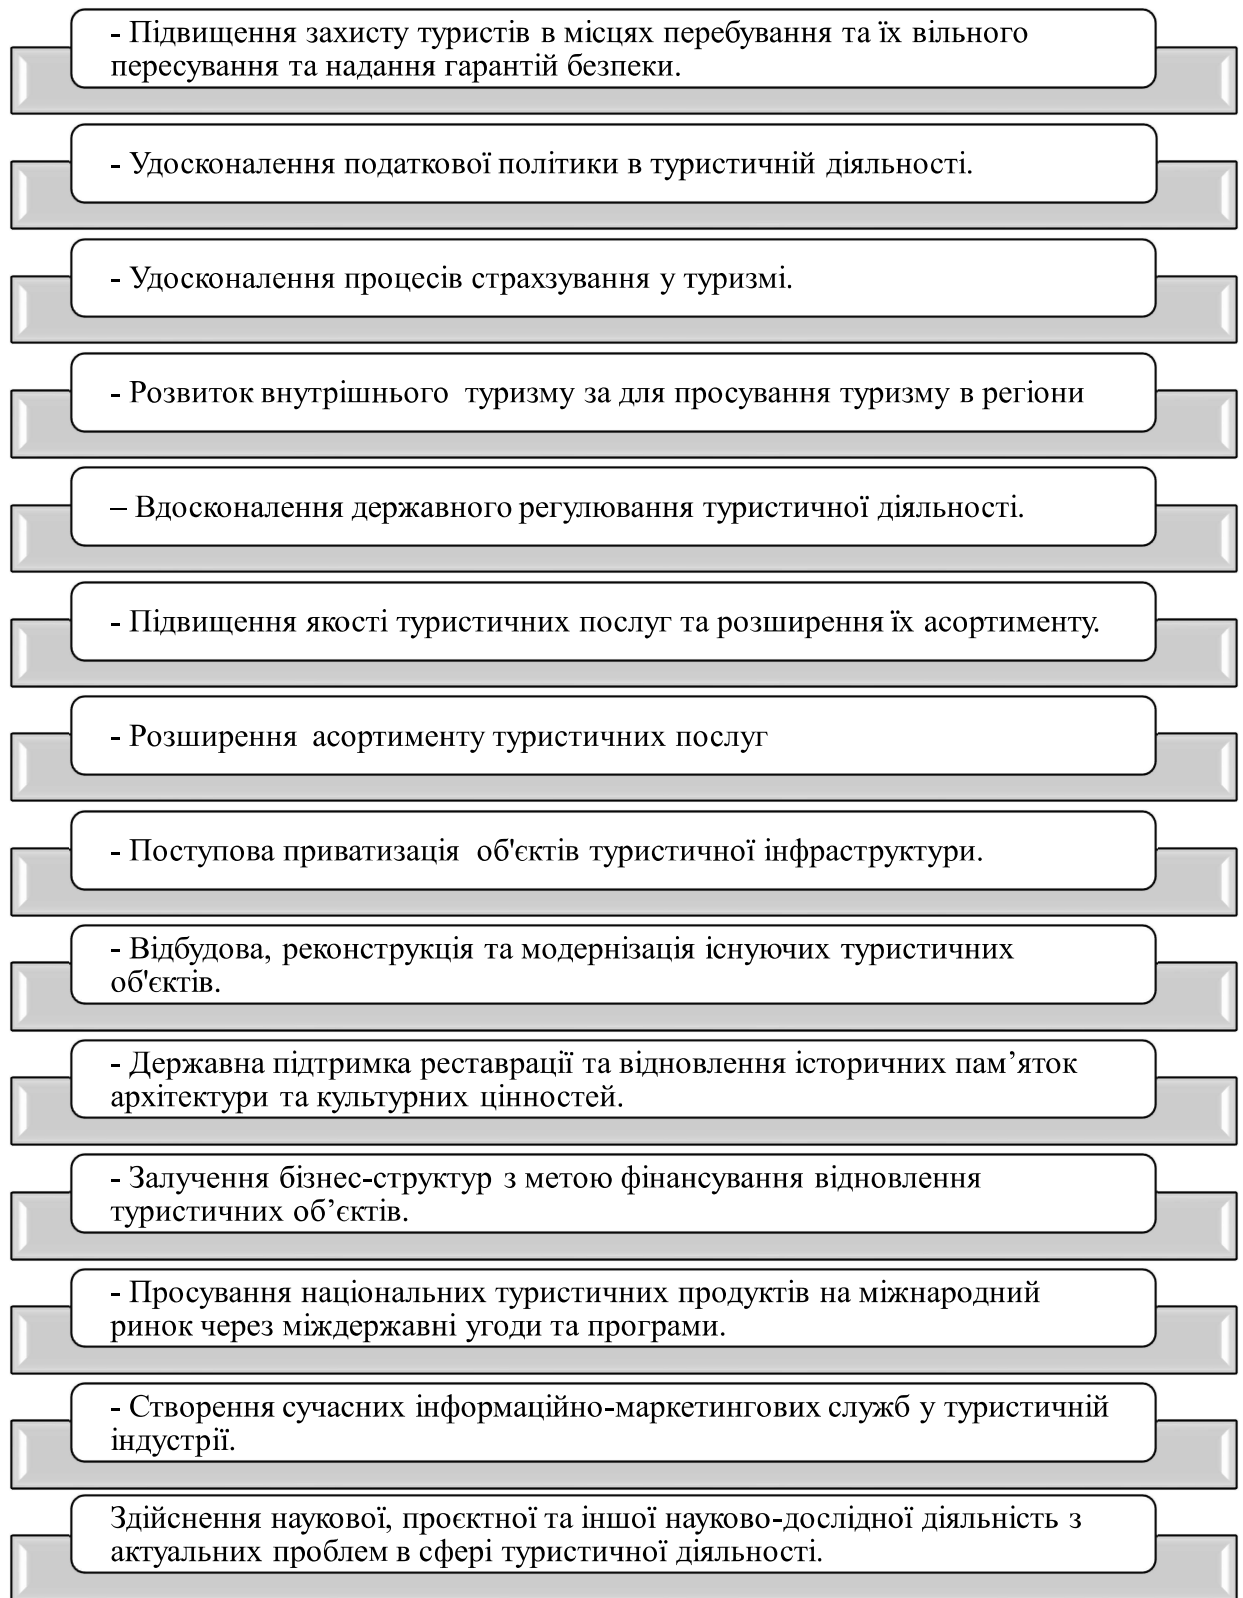 - Підвищення захисту туристів в місцях перебування та їх вільного
пересування та надання гарантій безпеки.
- Удосконалення податкової політики в туристичній діяльності.
- Удосконалення процесів страхзування у туризмі.
- Розвиток внутрішнього  туризму за для просування туризму в регіони
– Вдосконалення державного регулювання туристичної діяльності.
- Підвищення якості туристичних послуг та розширення їх асортименту.
- Розширення  асортименту туристичних послуг
- Поступова приватизація  об'єктів туристичної інфраструктури.
- Відбудова, реконструкція та модернізація існуючих туристичних
об'єктів.
- Державна підтримка реставрації та відновлення історичних пам’яток
архітектури та культурних цінностей.
- Залучення бізнес-структур з метою фінансування відновлення
туристичних об’єктів.
- Просування національних туристичних продуктів на міжнародний
ринок через міждержавні угоди та програми.
- Створення сучасних інформаційно-маркетингових служб у туристичній
індустрії.
Здійснення наукової, проєктної та іншої науково-дослідної діяльність з
актуальних проблем в сфері туристичної діяльності.